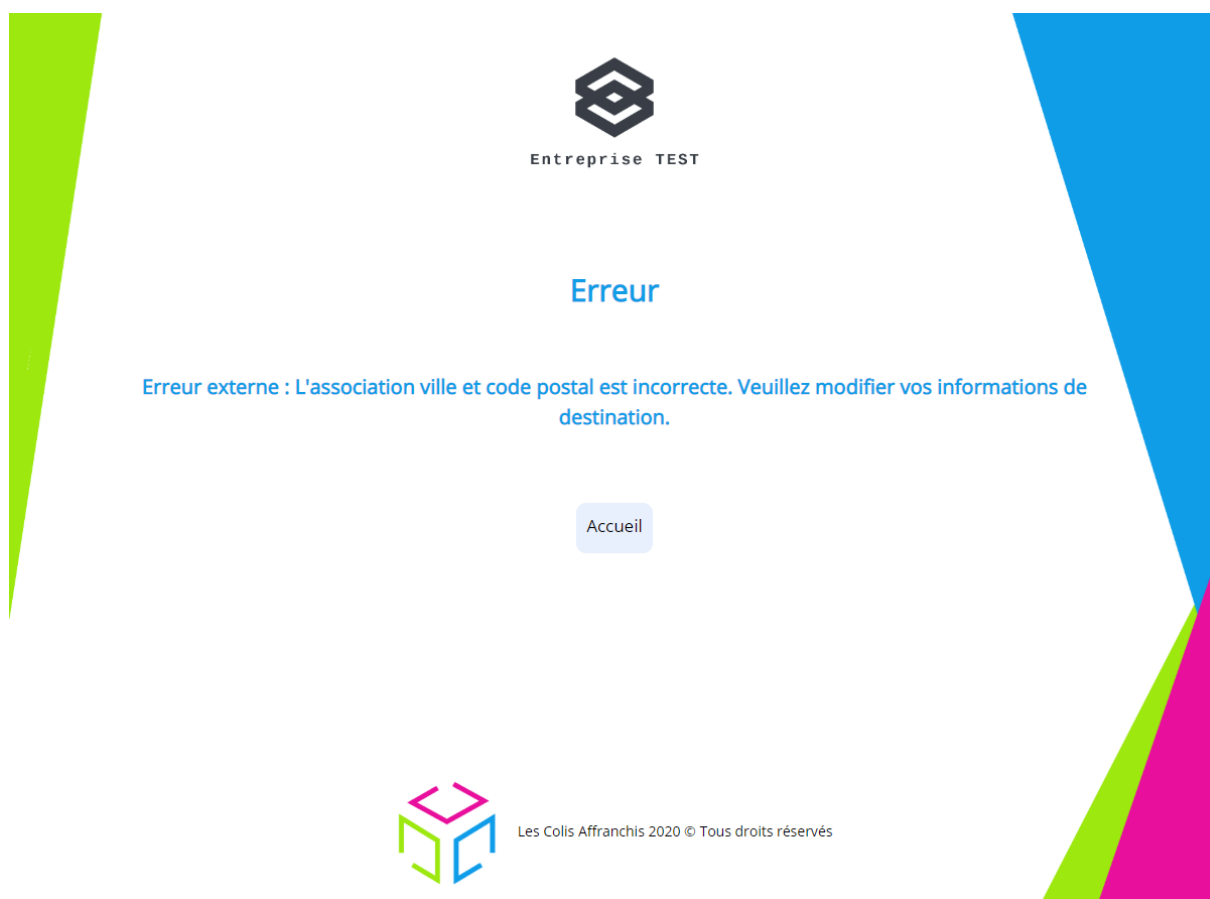 Entreprise TEST
Erreur
Erreur externe : L'association ville et code postal est incorrecte. Veuillez modifier vos informations de
destination.
Accueil
Les Colis Affranchis 2020 © Tous droits réservés